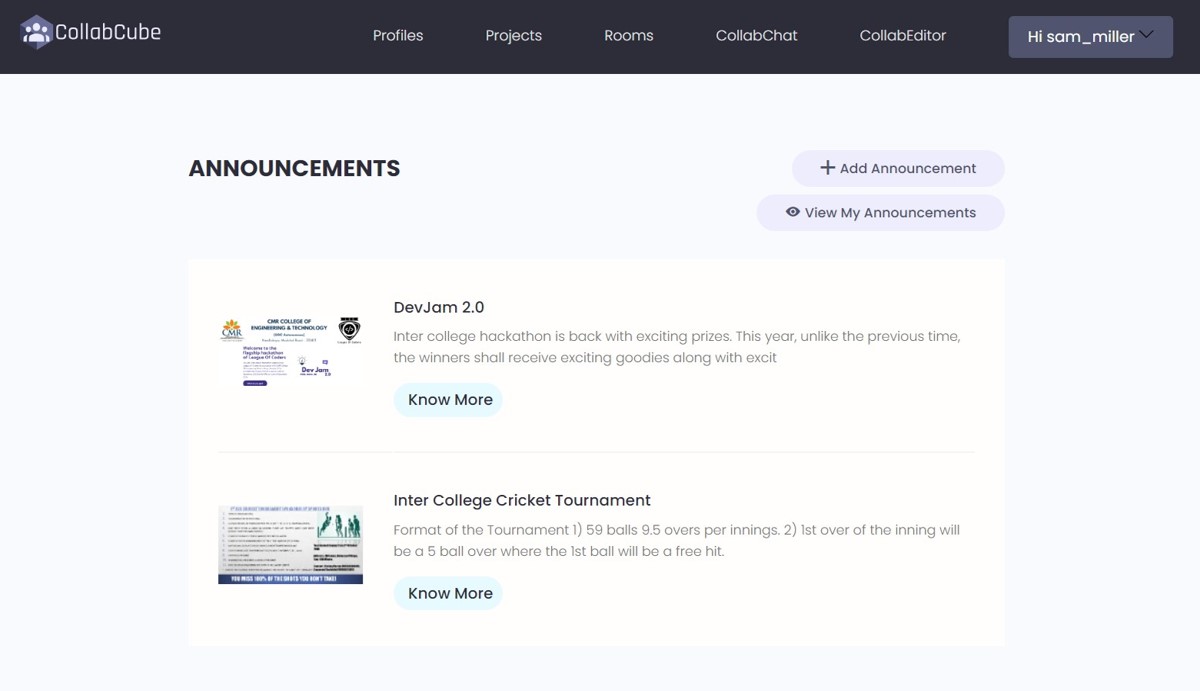 CollabCube
Profiles
Projects
Rooms
CollabChat
CollabEditor
Hi sam_miller
ANNOUNCEMENTS
Add Announcement
View My Announcements
CMR COLLEGE OF
ENGINEERING & TECHNOLOGY
CMR
Welcome to the
flagship hackathon
of League Of Coders
Dev Jam
2.0
DevJam 2.0
Inter college hackathon is back with exciting prizes. This year, unlike the previous time,
the winners shall receive exciting goodies along with excit
Know More
YOU MISS 100% OF THE SHOTS YOU DON'T TAKE!
Inter College Cricket Tournament
Format of the Tournament 1) 59 balls 9.5 overs per innings. 2) 1st over of the inning will
be a 5 ball over where the 1st ball will be a free hit.
Know More